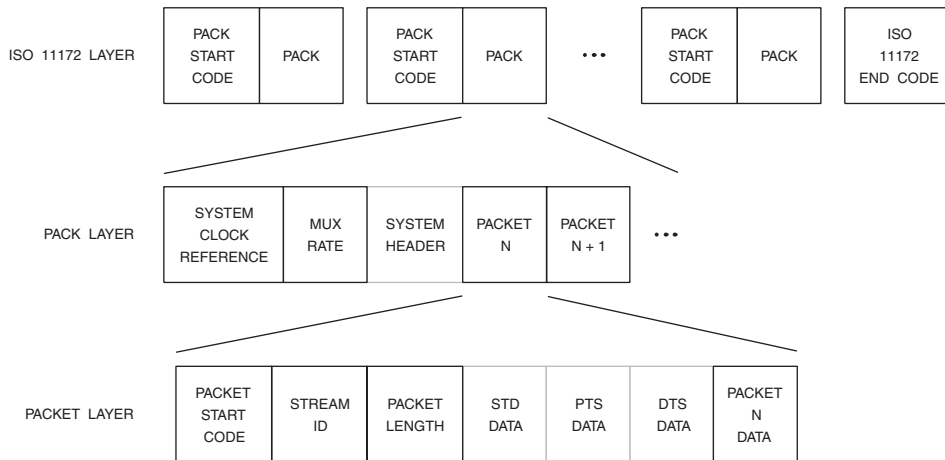 ISO 11172 LAYER
PACK
START
CODE
PACK
PACK
START
CODE
PACK
•••
PACK
START
CODE
PACK
ISO
11172
END CODE
PACK LAYER
SYSTEM
CLOCK
REFERENCE
MUX
RATE
SYSTEM
HEADER
PACKET
N
PACKET
N + 1
•••
PACKET LAYER
PACKET
START
CODE
STREAM
ID
PACKET
LENGTH
STD
DATA
PTS
DATA
DTS
DATA
PACKET
N
DATA